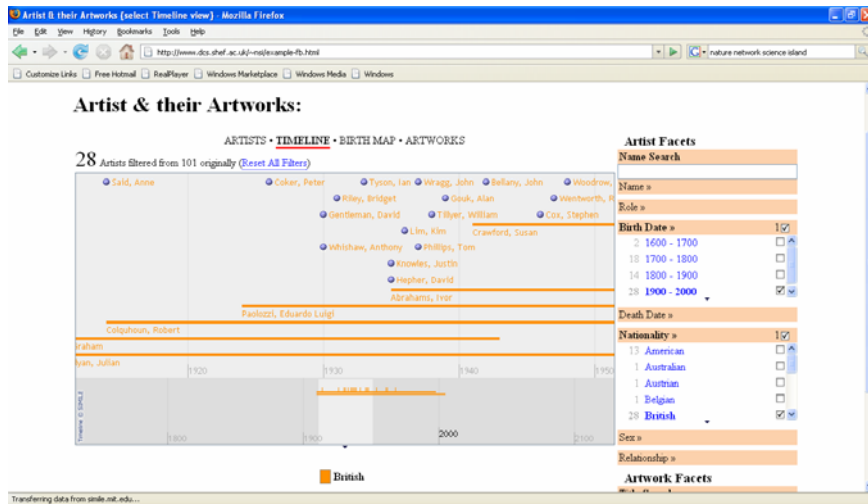 Artist & their Artworks {select Timeline view} - Mozilla Firefox
File Edit View History Bookmarks Tools Help
http://www.dcs.shef.ac.uk/~nsi/example-fb.html
nature network science island
Customize Links Free Hotmail RealPlayer Windows Marketplace Windows Media Windows
Artist & their Artworks:
ARTISTS • TIMELINE • BIRTH MAP • ARTWORKS
28 Artists filtered from 101 originally (Reset All Filters)
Said, Anne
Coker, Peter
Tyson, Ian
Wragg, John
Bellany, John
Woodrow,
Riley, Bridget
Gouk, Alan
Wentworth, R
Gentleman, David
Tillyer, William
Cox, Stephen
Lim, Kim
Crawford, Susan
Whishaw, Anthony
Phillips, Tom
Knowles, Justin
Hepher, David
Abrahams, Ivor
Paolozzi, Eduardo Luigi
Colquhoun, Robert
raham
yan, Julian
1920
1930
1940
1950
1800
1900
2000
2100
Timeline © SIMILE
British
Artist Facets
Name Search
Name »
Role »
Birth Date » 1
2 1600 - 1700
18 1700 - 1800
14 1800 - 1900
28 1900 - 2000
Death Date »
Nationality » 1
13 American
1 Australian
1 Austrian
1 Belgian
28 British
Sex »
Relationship »
Artwork Facets
Transferring data from simile.mit.edu...